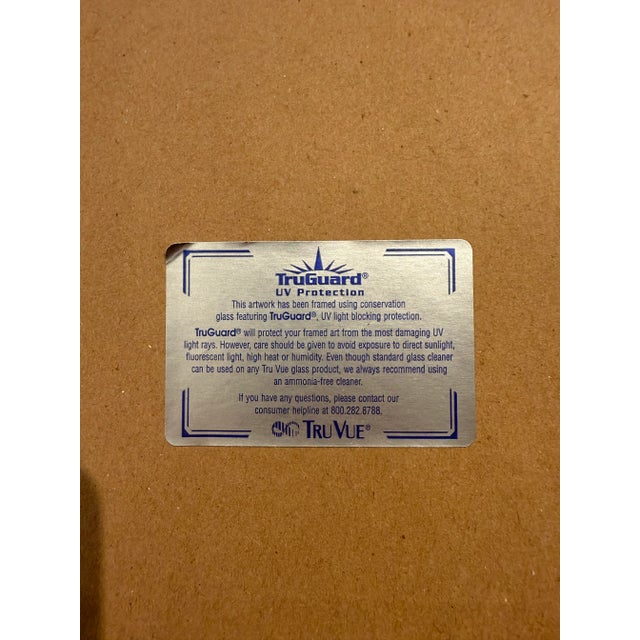 TruGuard®
UV Protection
This artwork has been framed using conservation
glass featuring TruGuard®, UV light blocking protection.
TruGuard® will protect your framed art from the most damaging UV
light rays. However, care should be given to avoid exposure to direct sunlight,
fluorescent light, high heat or humidity. Even though standard glass cleaner
can be used on any Tru Vue glass product, we always recommend using
an ammonia-free cleaner.
If you have any questions, please contact our
consumer helpline at 800.282.8788.
TRU VUE®